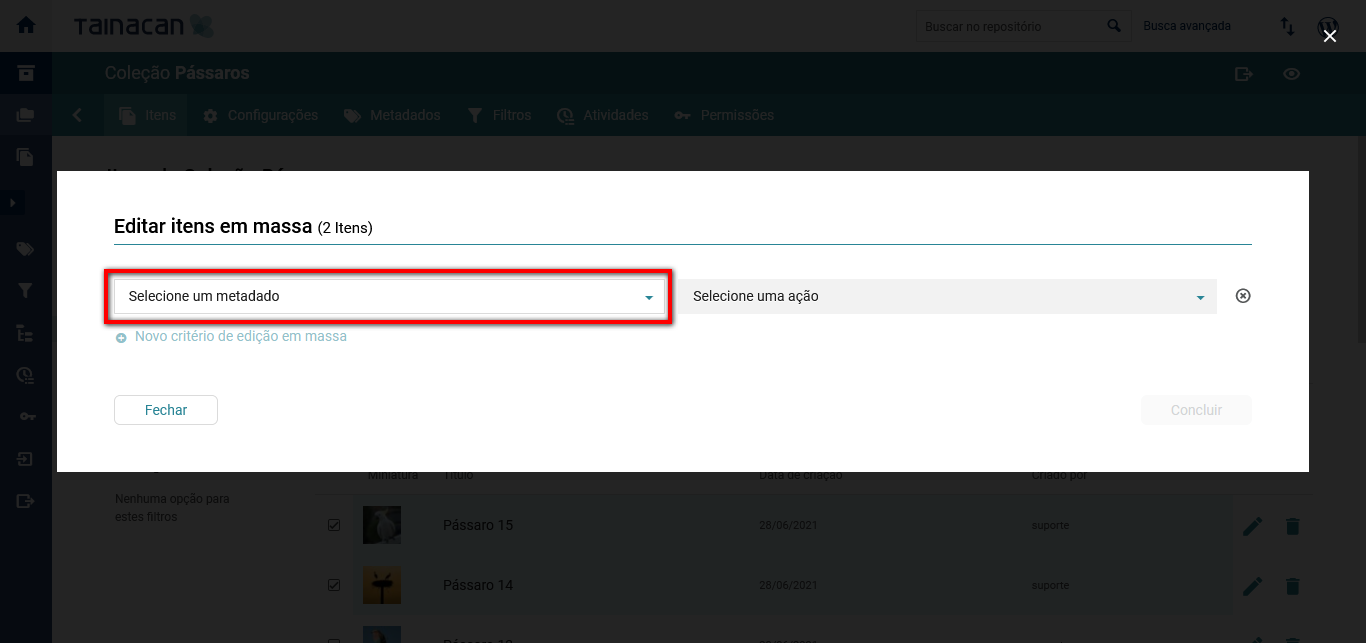 Tainacan
Buscar no repositório
Busca avançada
Coleção Pássaros
Itens
Configurações
Metadados
Filtros
Atividades
Permissões
Editar itens em massa (2 Itens)
Selecione um metadado
Selecione uma ação
Novo critério de edição em massa
Fechar
Concluir
Miniatura
Título
Data de criação
Criado por
Nenhuma opção para
estes filtros
Pássaro 15
28/06/2021
suporte
Pássaro 14
28/06/2021
suporte